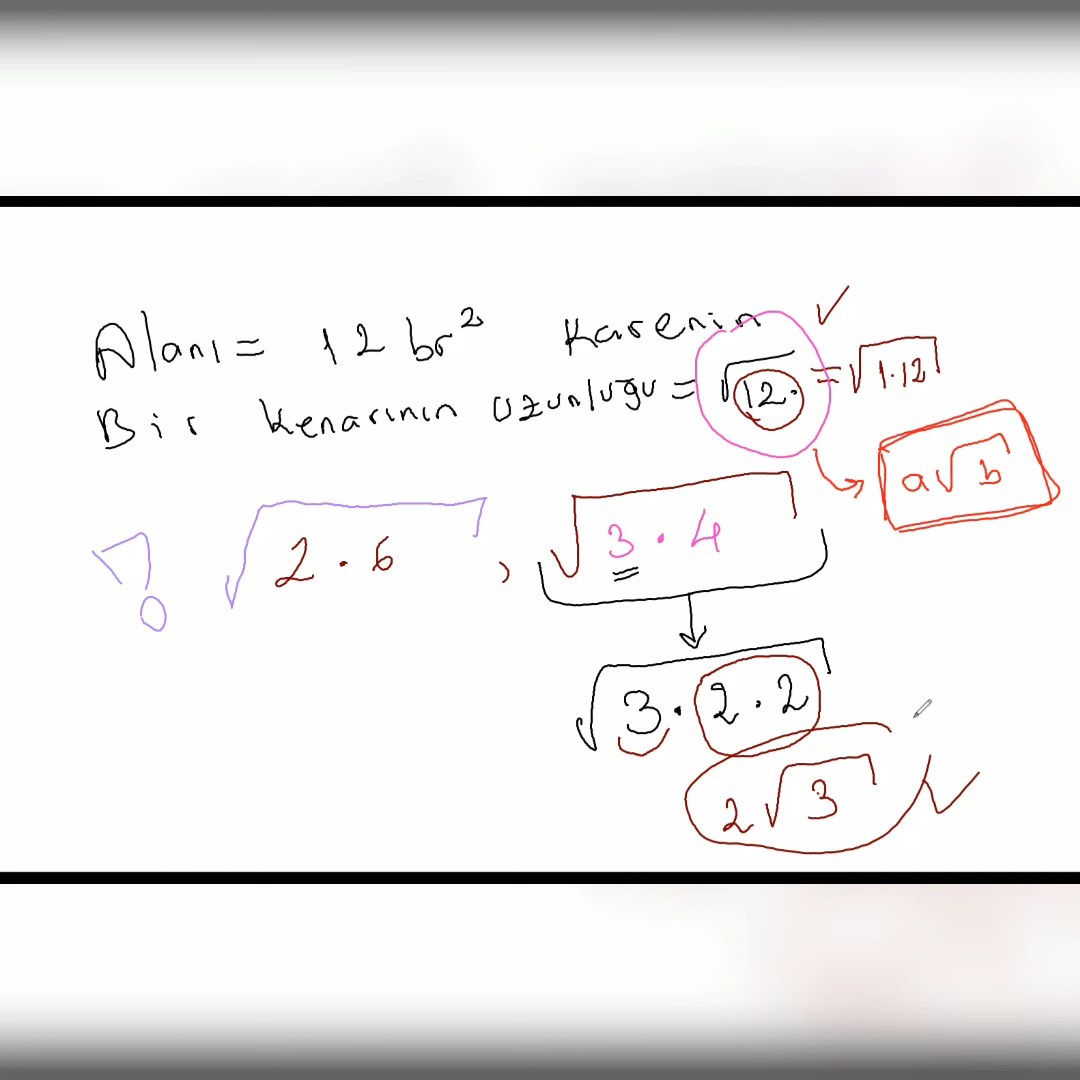 Alanı = 12 br² Karenin
Bir kenarının uzunluğu = √12 = √1·12
a√b
√2·6 , √3·4
√3·2·2
2√3